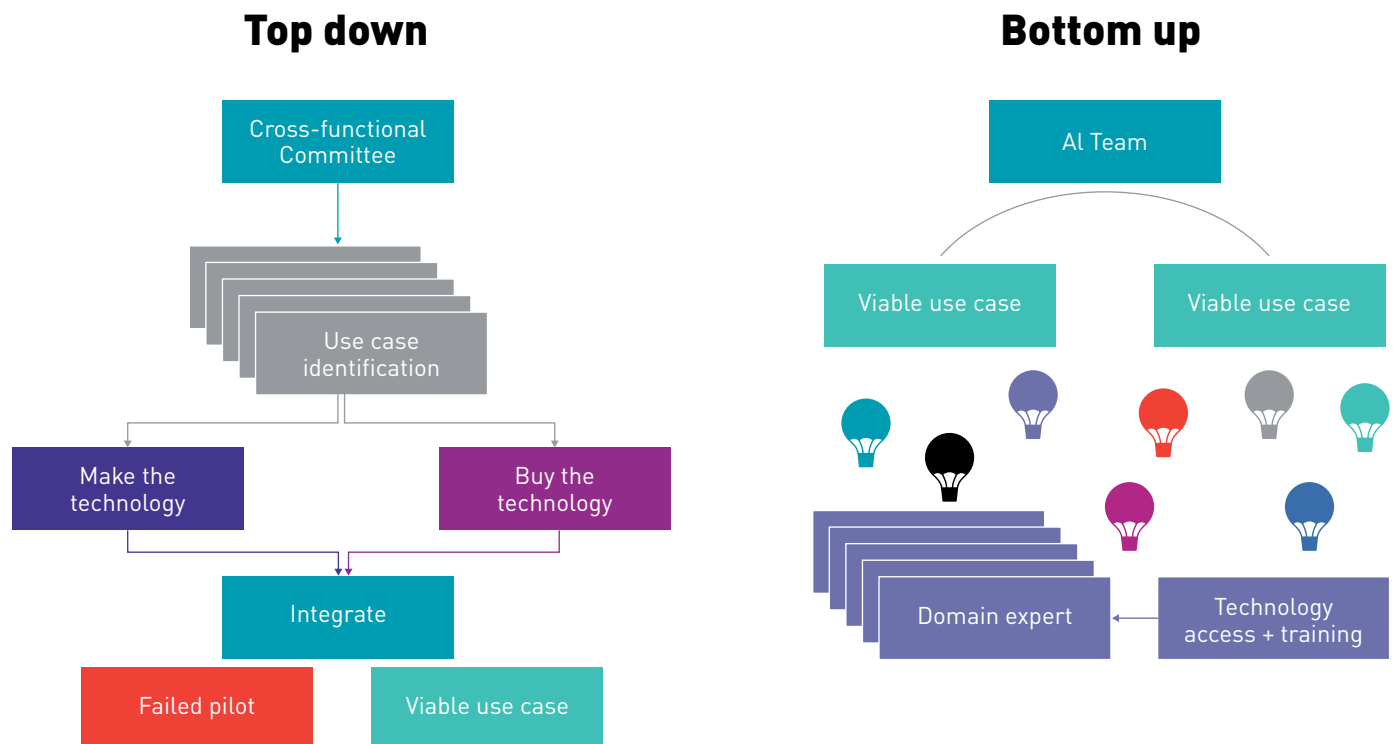 Top down
Cross-functional
Committee
Use case
identification
Make the
technology
Buy the
technology
Integrate
Failed pilot
Viable use case
Bottom up
AI Team
Viable use case
Viable use case
Domain expert
Technology
access + training